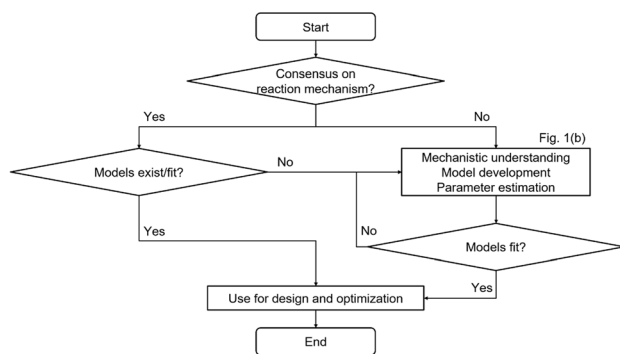 Start
Consensus on
reaction mechanism?
Yes
No
Fig. 1(b)
Models exist/fit?
No
Mechanistic understanding
Model development
Parameter estimation
Yes
No
Models fit?
Yes
Use for design and optimization
End